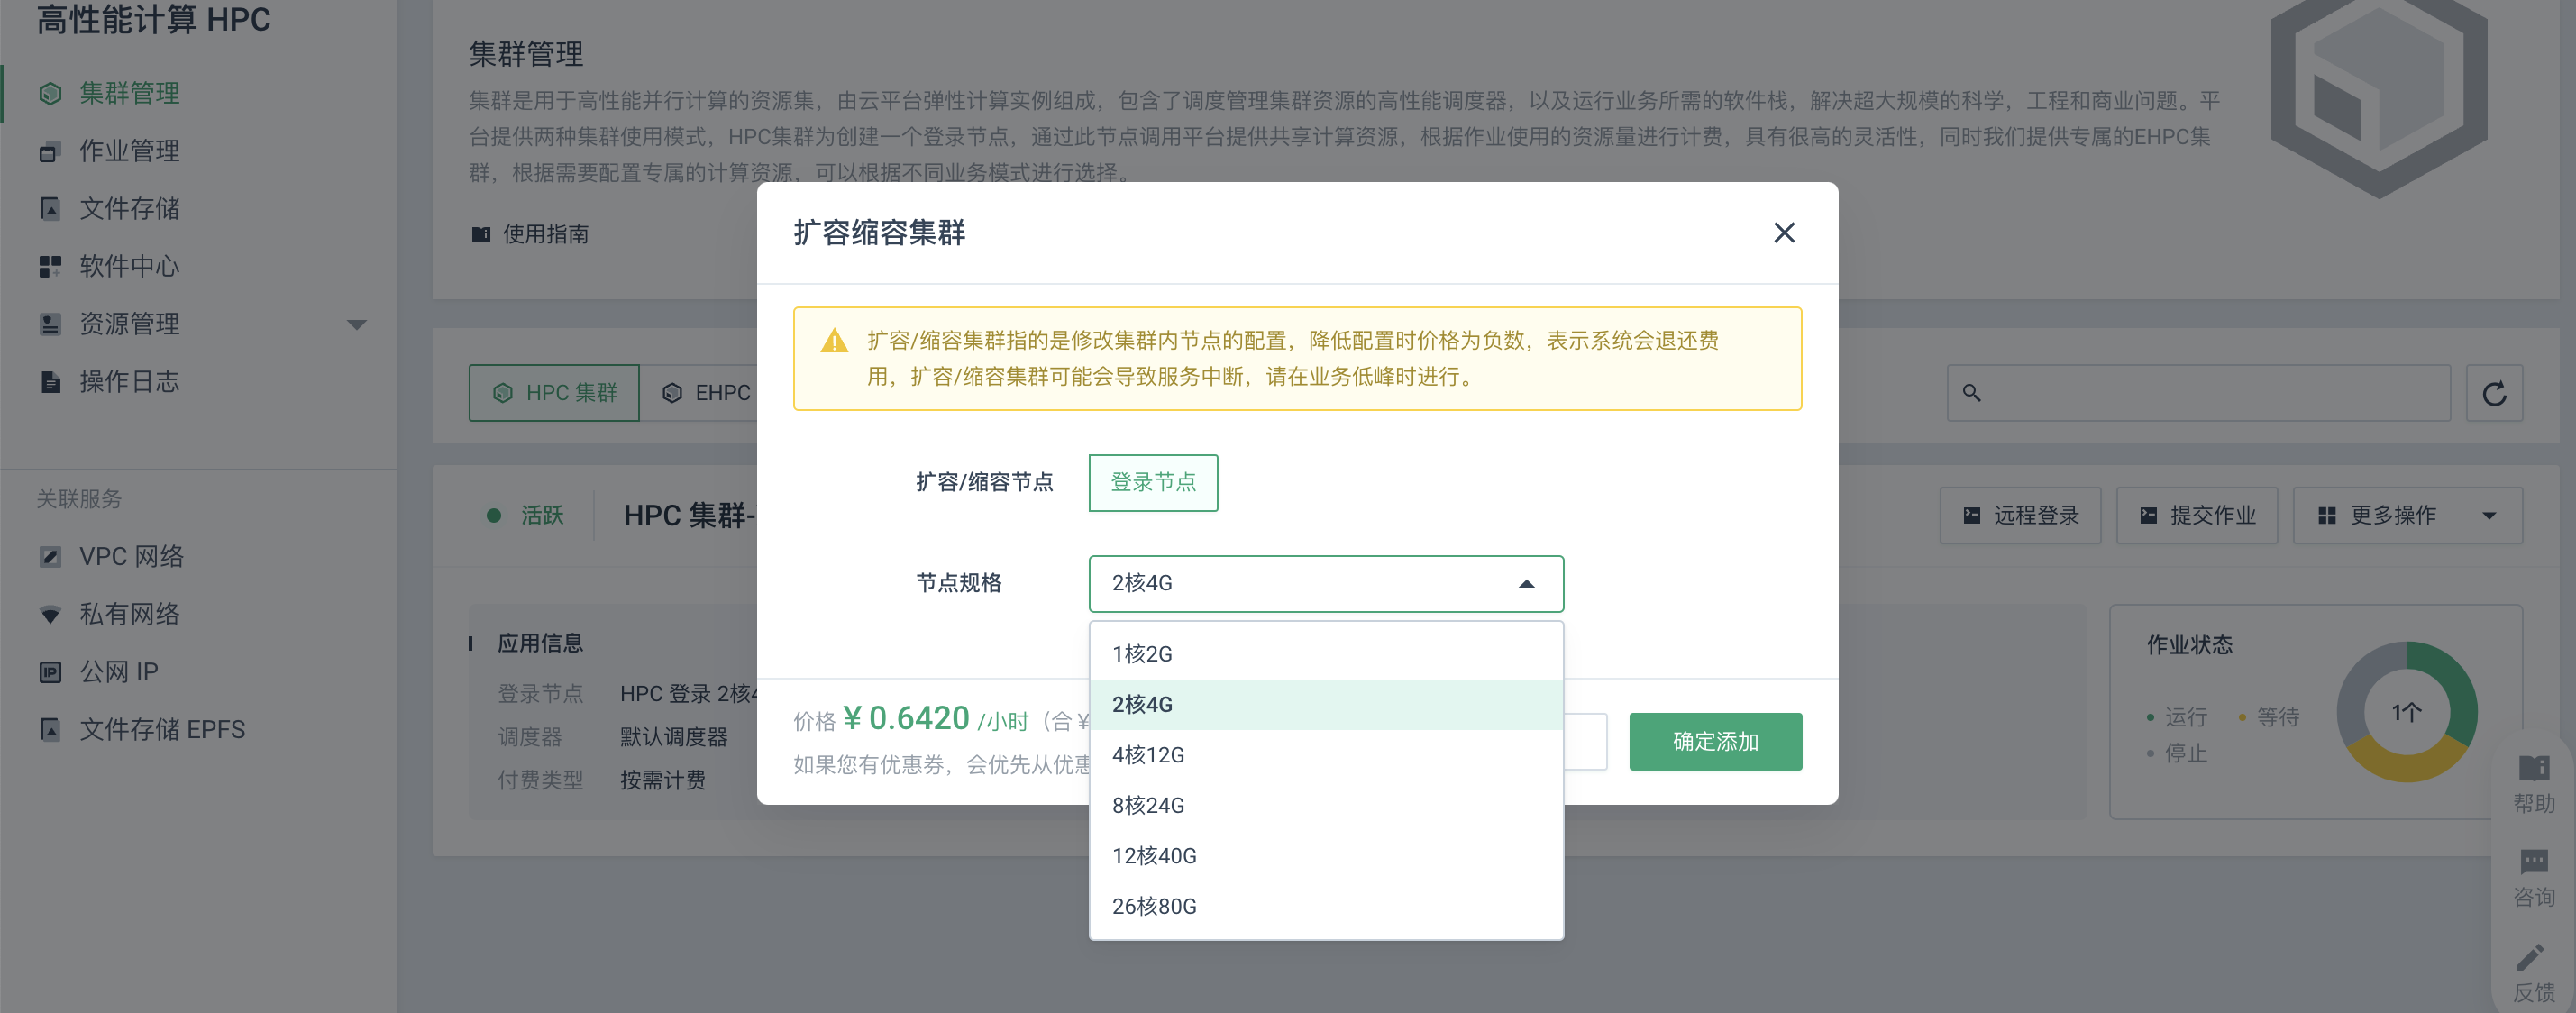 高性能计算 HPC
集群管理
作业管理
文件存储
软件中心
资源管理
操作日志
关联服务
VPC 网络
私有网络
公网 IP
文件存储 EPFS
集群管理
集群是用于高性能并行计算的资源集，由云平台弹性计算实例组成，包含了调度管理集群资源的高性能调度器，以及运行业务所需的软件栈，解决超大规模的科学，工程和商业问题。平
台提供两种集群使用模式，HPC集群为创建一个登录节点，通过此节点调用平台提供共享计算资源，根据作业使用的资源量进行计费，具有很高的灵活性，同时我们提供专属的EHPC集
群，根据需要配置专属的计算资源，可以根据不同业务模式进行选择。
使用指南
HPC 集群
EHPC
活跃
HPC 集群-
远程登录
提交作业
更多操作
应用信息
登录节点 HPC 登录 2核4
调度器 默认调度器
付费类型 按需计费
作业状态
运行
等待
停止
1个
扩容缩容集群
扩容/缩容集群指的是修改集群内节点的配置，降低配置时价格为负数，表示系统会退还费
用，扩容/缩容集群可能会导致服务中断，请在业务低峰时进行。
扩容/缩容节点 登录节点
节点规格 2核4G
1核2G
2核4G
4核12G
8核24G
12核40G
26核80G
价格 ¥ 0.6420 /小时（合 ¥
如果您有优惠券，会优先从优惠
确定添加
帮助
咨询
反馈